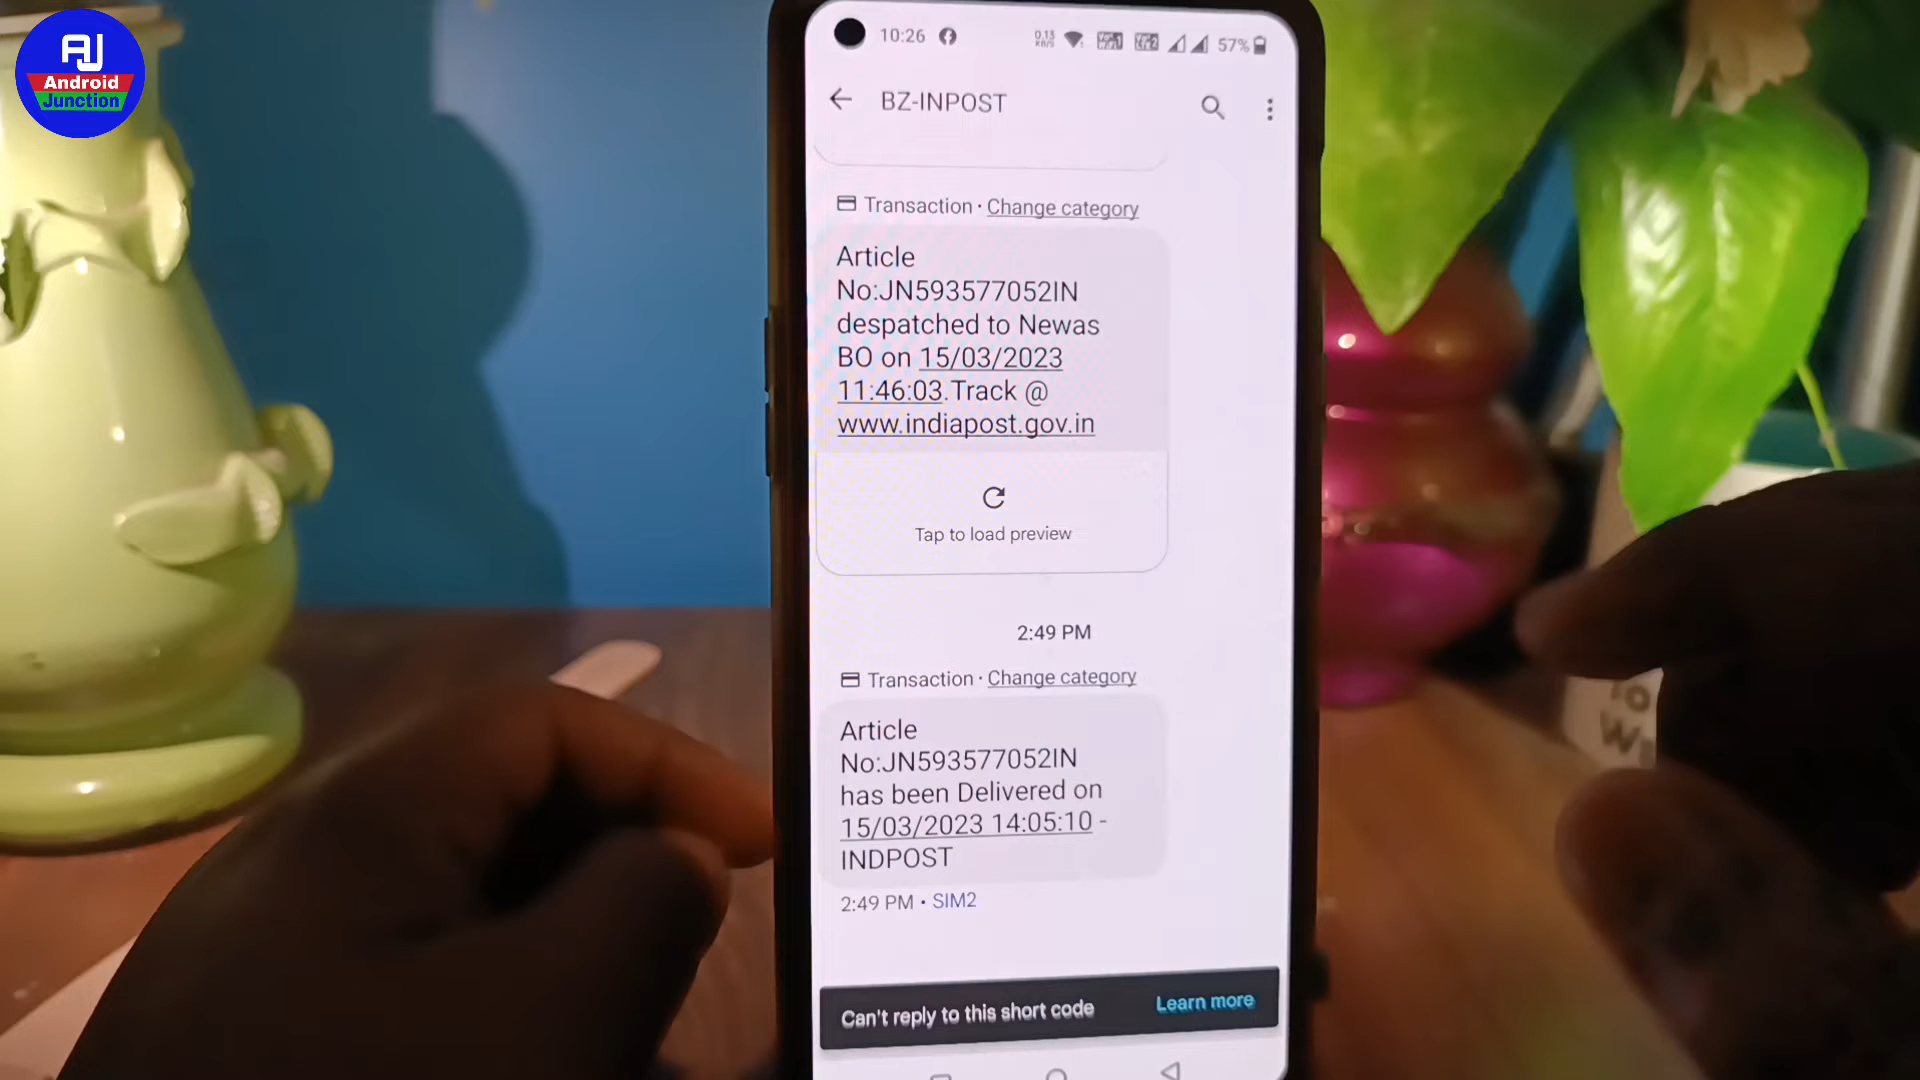 AJ
Android
Junction
10:26
0.13
KB/S
57%
BZ-INPOST
Transaction · Change category
Article
No:JN593577052IN
despatched to Newas
BO on 15/03/2023
11:46:03.Track @
www.indiapost.gov.in
Tap to load preview
2:49 PM
Transaction · Change category
Article
No:JN593577052IN
has been Delivered on
15/03/2023 14:05:10 -
INDPOST
2:49 PM • SIM2
Can't reply to this short code
Learn more